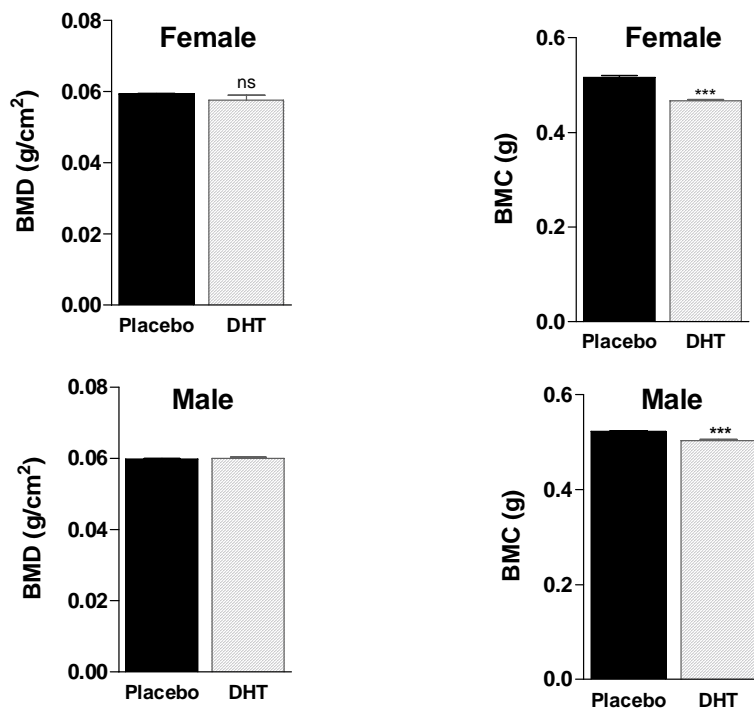 Female
BMD (g/cm²)
0.08
0.06
0.04
0.02
0.00
ns
Placebo DHT
Female
BMC (g)
0.6
0.4
0.2
0.0
***
Placebo DHT
Male
BMD (g/cm²)
0.08
0.06
0.04
0.02
0.00
Placebo DHT
Male
BMC (g)
0.6
0.4
0.2
0.0
***
Placebo DHT